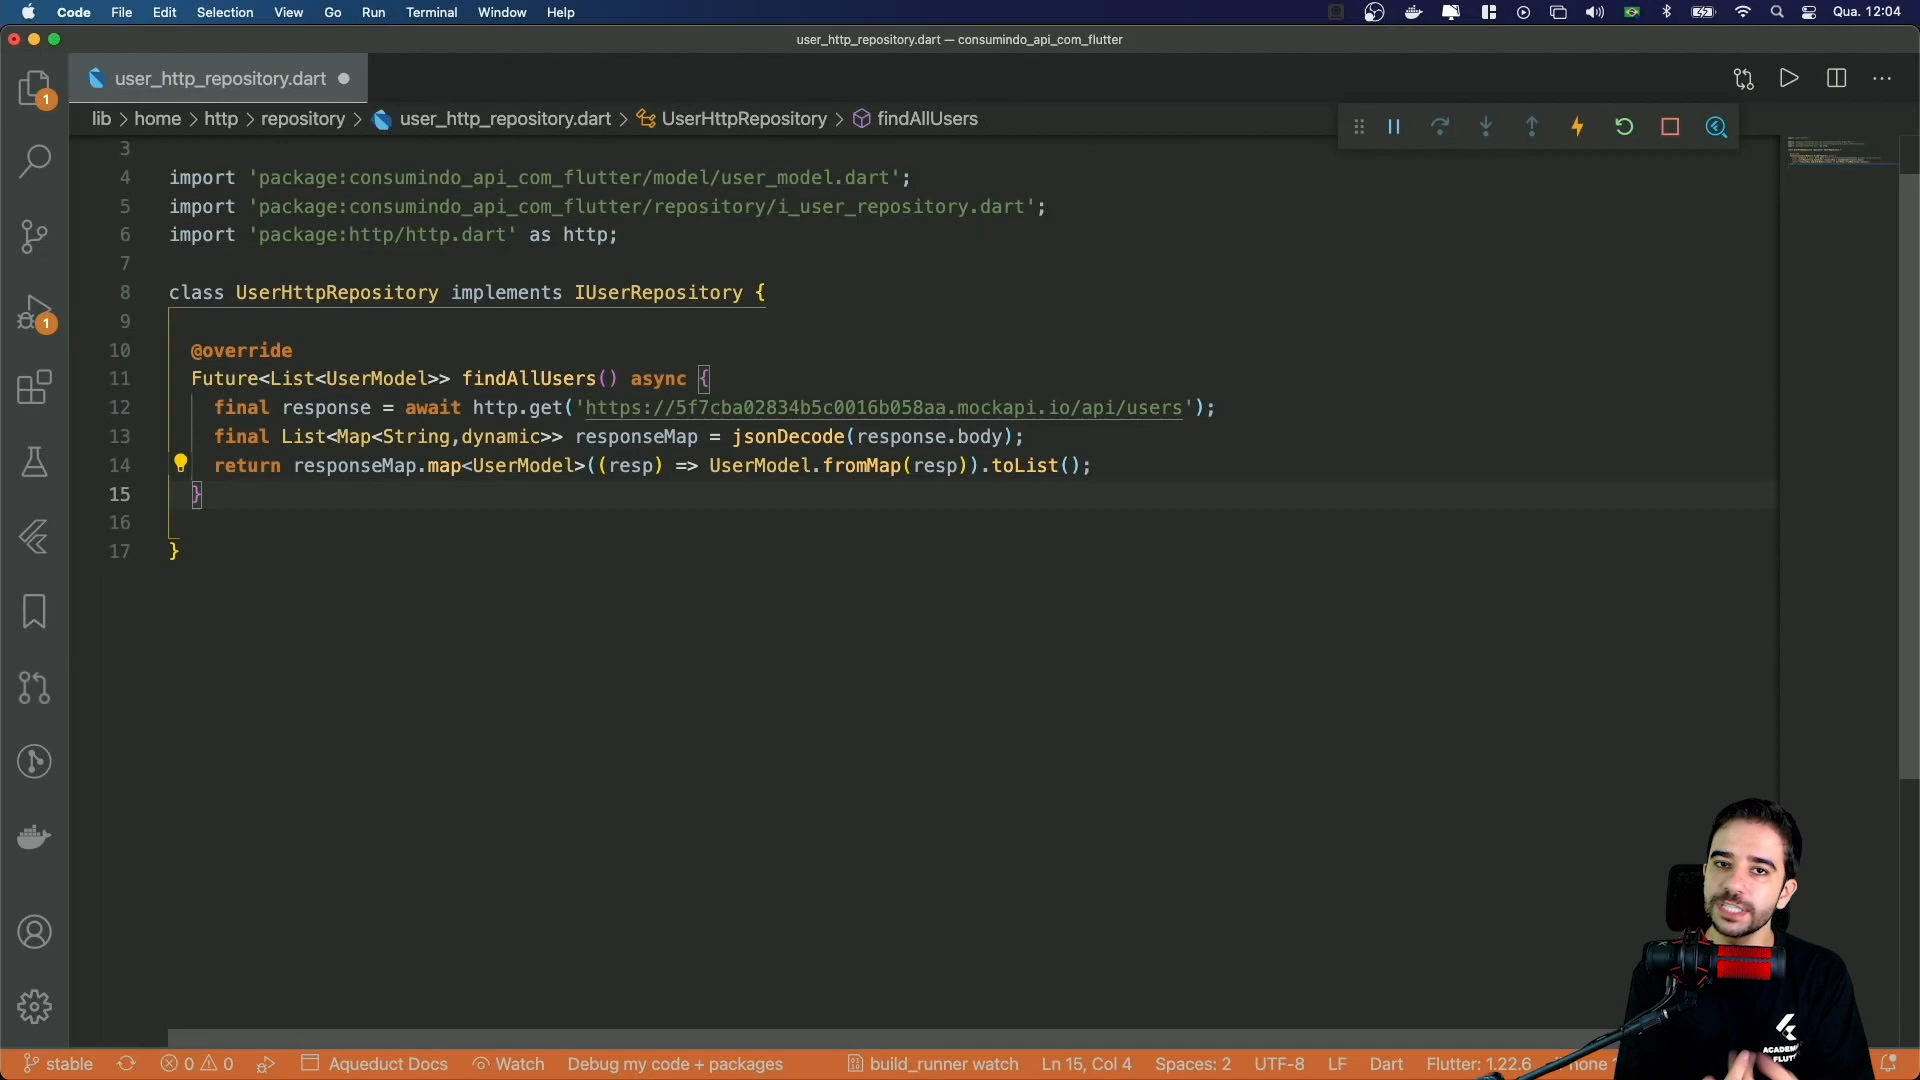 Code File Edit Selection View Go Run Terminal Window Help Qua. 12:04
user_http_repository.dart — consumindo_api_com_flutter
user_http_repository.dart
1
lib > home > http > repository > user_http_repository.dart > UserHttpRepository > findAllUsers
3
4 import 'package:consumindo_api_com_flutter/model/user_model.dart';
5 import 'package:consumindo_api_com_flutter/repository/i_user_repository.dart';
6 import 'package:http/http.dart' as http;
7
8 class UserHttpRepository implements IUserRepository {
9
1
10 @override
11 Future<List<UserModel>> findAllUsers() async {
12 final response = await http.get('https://5f7cba02834b5c0016b058aa.mockapi.io/api/users');
13 final List<Map<String,dynamic>> responseMap = jsonDecode(response.body);
14 return responseMap.map<UserModel>((resp) => UserModel.fromMap(resp)).toList();
15 }
16
17 }
stable 0 0 Aqueduct Docs Watch Debug my code + packages build_runner watch Ln 15, Col 4 Spaces: 2 UTF-8 LF Dart Flutter: 1.22.6